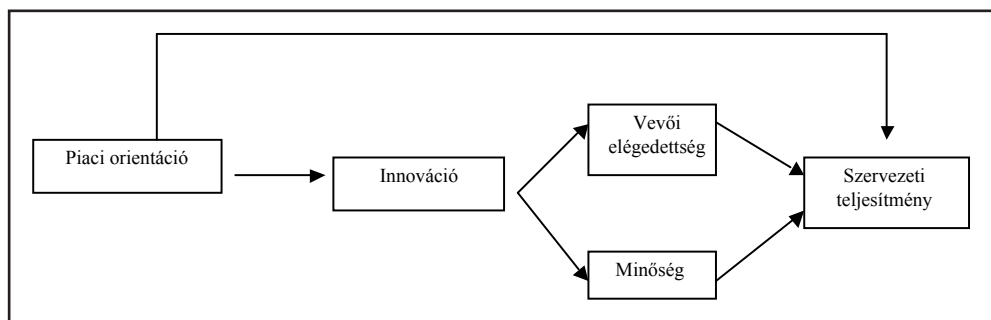 Piaci orientáció
Innováció
Vevői
elégedettség
Minőség
Szervezeti
teljesítmény